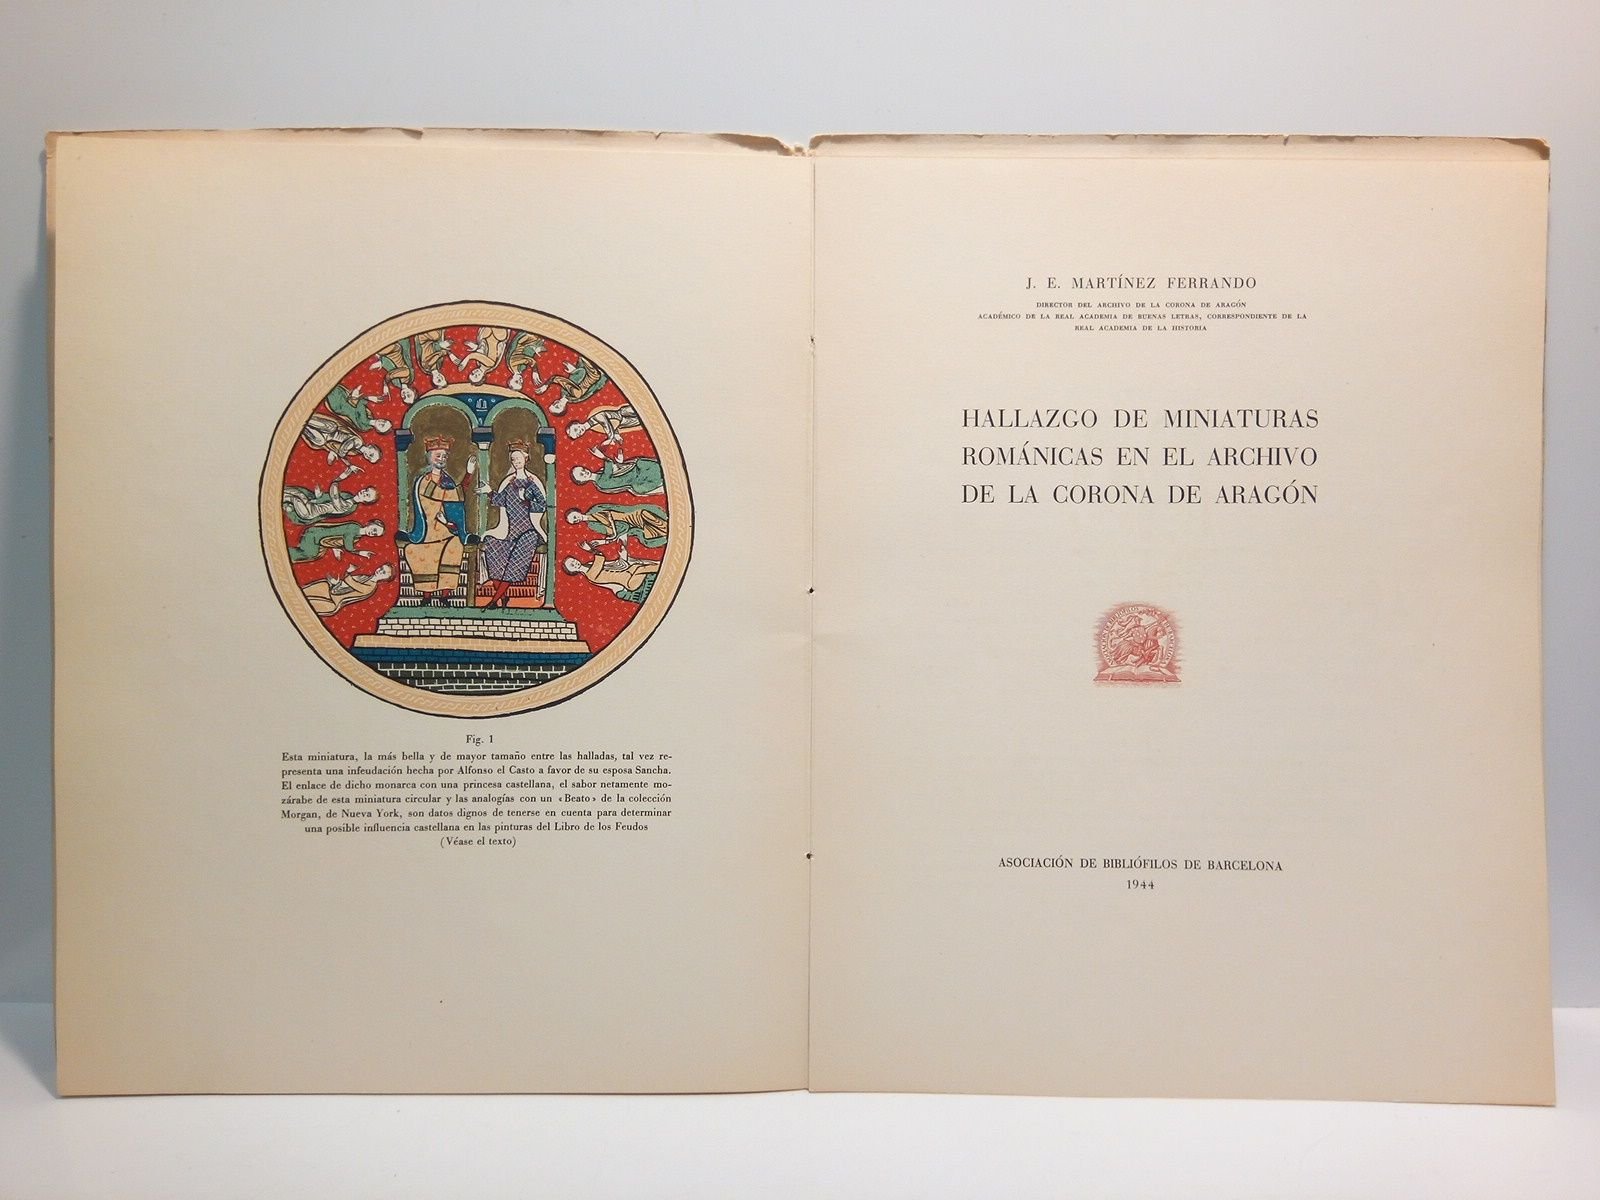 Fig. 1
Esta miniatura, la más bella y de mayor tamaño entre las halladas, tal vez re-
presenta una infeudación hecha por Alfonso el Casto a favor de su esposa Sancha.
El enlace de dicho monarca con una princesa castellana, el sabor netamente mo-
zárabe de esta miniatura circular y las analogías con un «Beato» de la colección
Morgan, de Nueva York, son datos dignos de tenerse en cuenta para determinar
una posible influencia castellana en las pinturas del Libro de los Feudos
(Véase el texto)
J. E. MARTÍNEZ FERRANDO
DIRECTOR DEL ARCHIVO DE LA CORONA DE ARAGÓN
ACADÉMICO DE LA REAL ACADEMIA DE BUENAS LETRAS, CORRESPONDIENTE DE LA
REAL ACADEMIA DE LA HISTORIA
HALLAZGO DE MINIATURAS
ROMÁNICAS EN EL ARCHIVO
DE LA CORONA DE ARAGÓN
ASOCIACIÓN DE BIBLIÓFILOS DE BARCELONA
1944